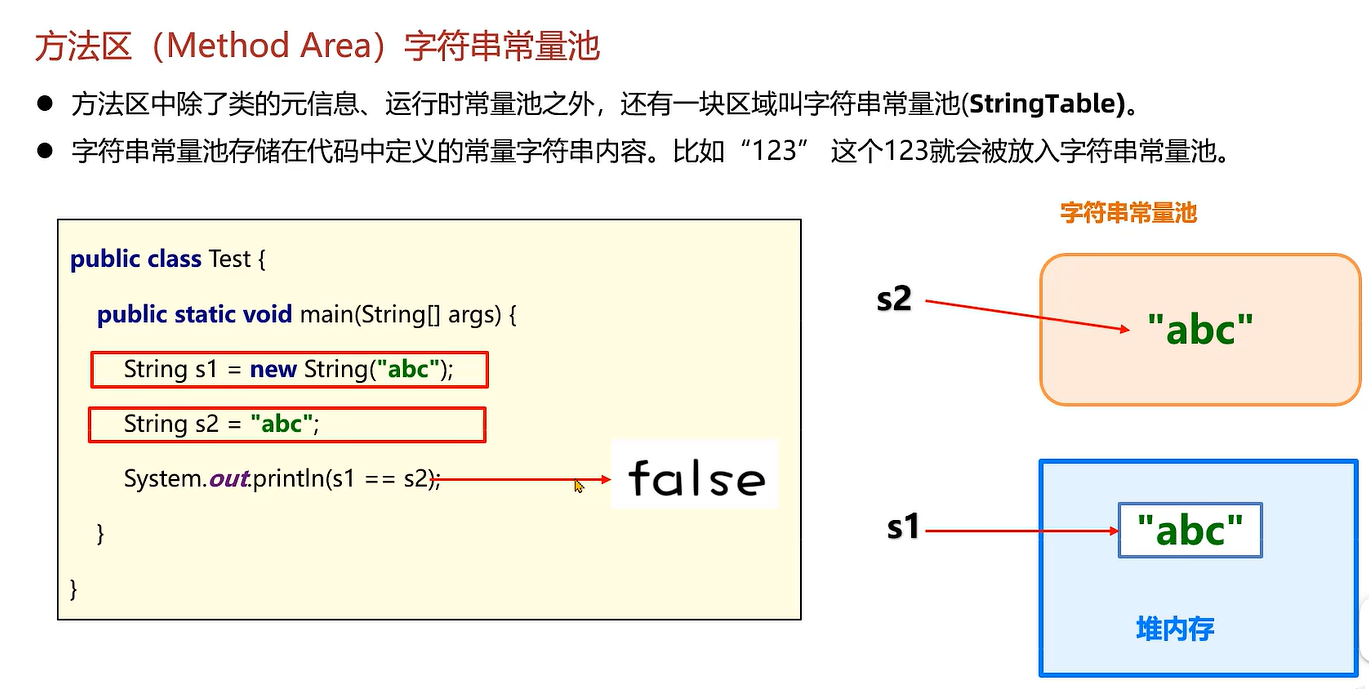 方法区（Method Area）字符串常量池
● 方法区中除了类的元信息、运行时常量池之外，还有一块区域叫字符串常量池(StringTable)。
● 字符串常量池存储在代码中定义的常量字符串内容。比如“123” 这个123就会被放入字符串常量池。
public class Test {
public static void main(String[] args) {
String s1 = new String("abc");
String s2 = "abc";
System.out.println(s1 == s2);
}
}
false
字符串常量池
s2
"abc"
s1
"abc"
堆内存